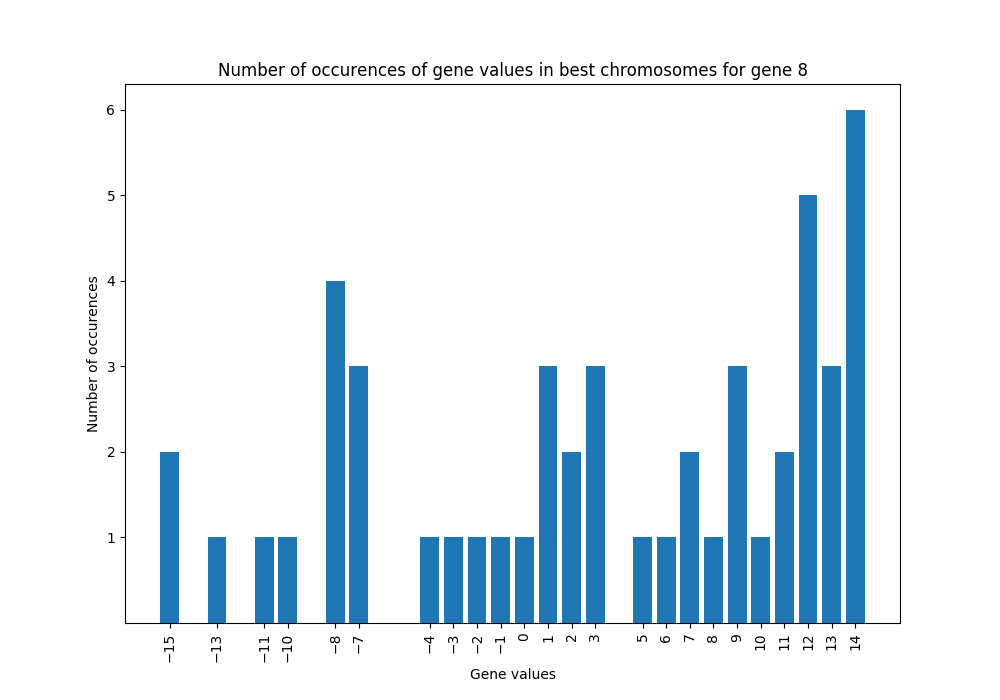 Number of occurences of gene values in best chromosomes for gene 8
Number of occurences
6
5
4
3
2
1
−15 −13 −11 −10 −8 −7 −4 −3 −2 −1 0 1 2 3 5 6 7 8 9 10 11 12 13 14
Gene values